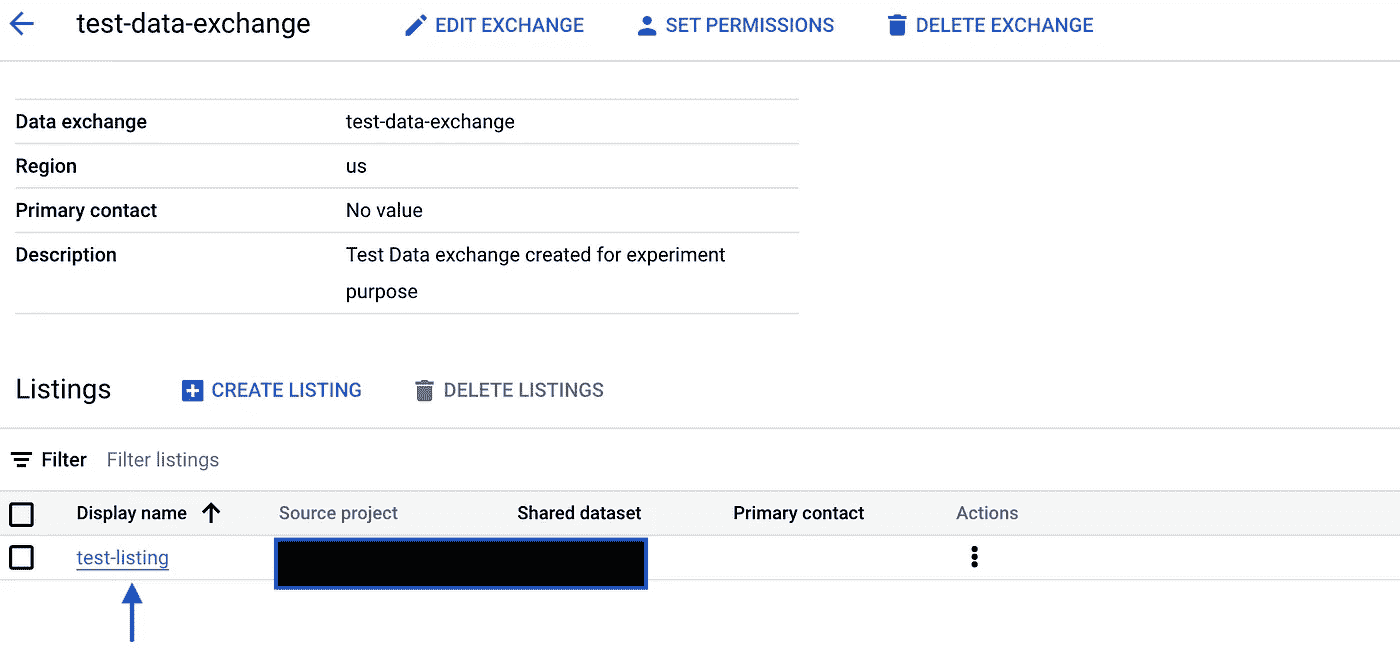 test-data-exchange EDIT EXCHANGE SET PERMISSIONS DELETE EXCHANGE
Data exchange test-data-exchange
Region us
Primary contact No value
Description Test Data exchange created for experiment
purpose
Listings CREATE LISTING DELETE LISTINGS
Filter Filter listings
Display name Source project Shared dataset Primary contact Actions
test-listing